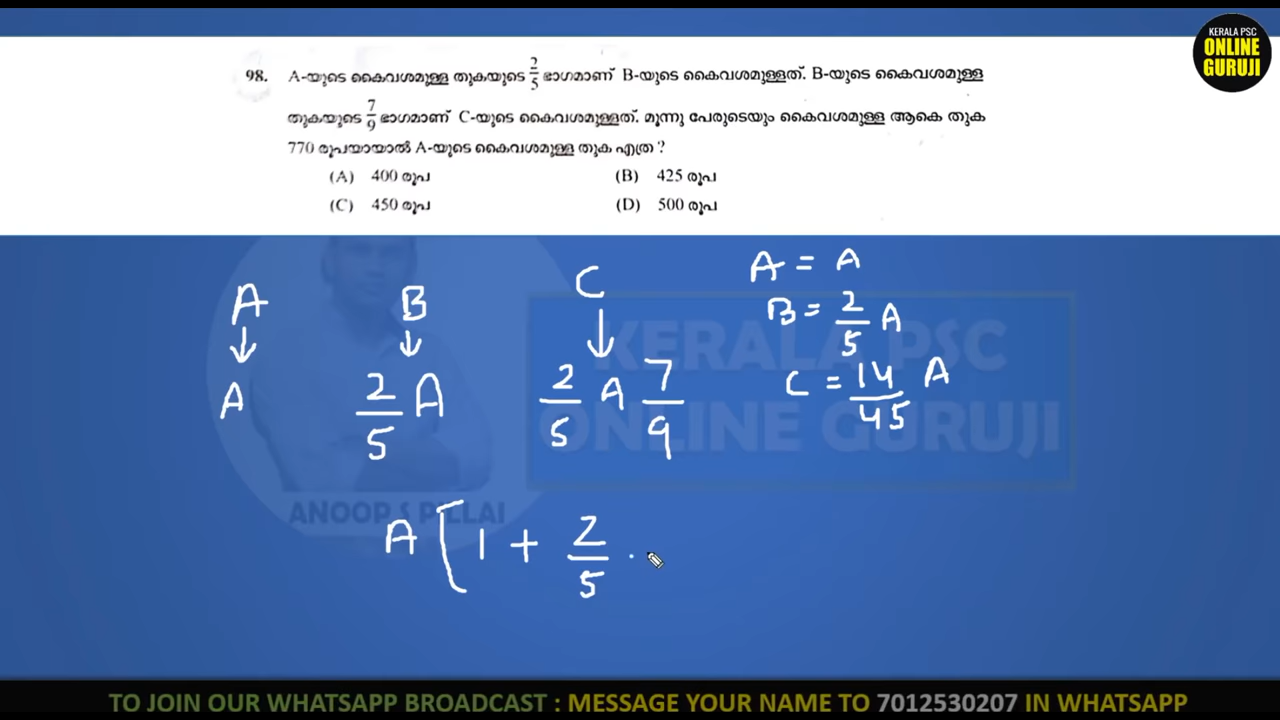 KERALA PSC
ONLINE
GURUJI
98. A-യുടെ കൈവശമുള്ള തുകയുടെ 2/5 ഭാഗമാണ് B-യുടെ കൈവശമുള്ളത്. B-യുടെ കൈവശമുള്ള
തുകയുടെ 7/9 ഭാഗമാണ് C-യുടെ കൈവശമുള്ളത്. മൂന്നു പേരുടെയും കൈവശമുള്ള ആകെ തുക
770 രൂപയായാൽ A-യുടെ കൈവശമുള്ള തുക എത്ര ?
(A) 400 രൂപ (B) 425 രൂപ
(C) 450 രൂപ (D) 500 രൂപ
A B C
A 2/5 A 2/5 A 7/9
A = A
B = 2/5 A
C = 14/45 A
KERALA PSC
ONLINE GURUJI
ANOOP S PILLAI
A [ 1 + 2/5
TO JOIN OUR WHATSAPP BROADCAST : MESSAGE YOUR NAME TO 7012530207 IN WHATSAPP